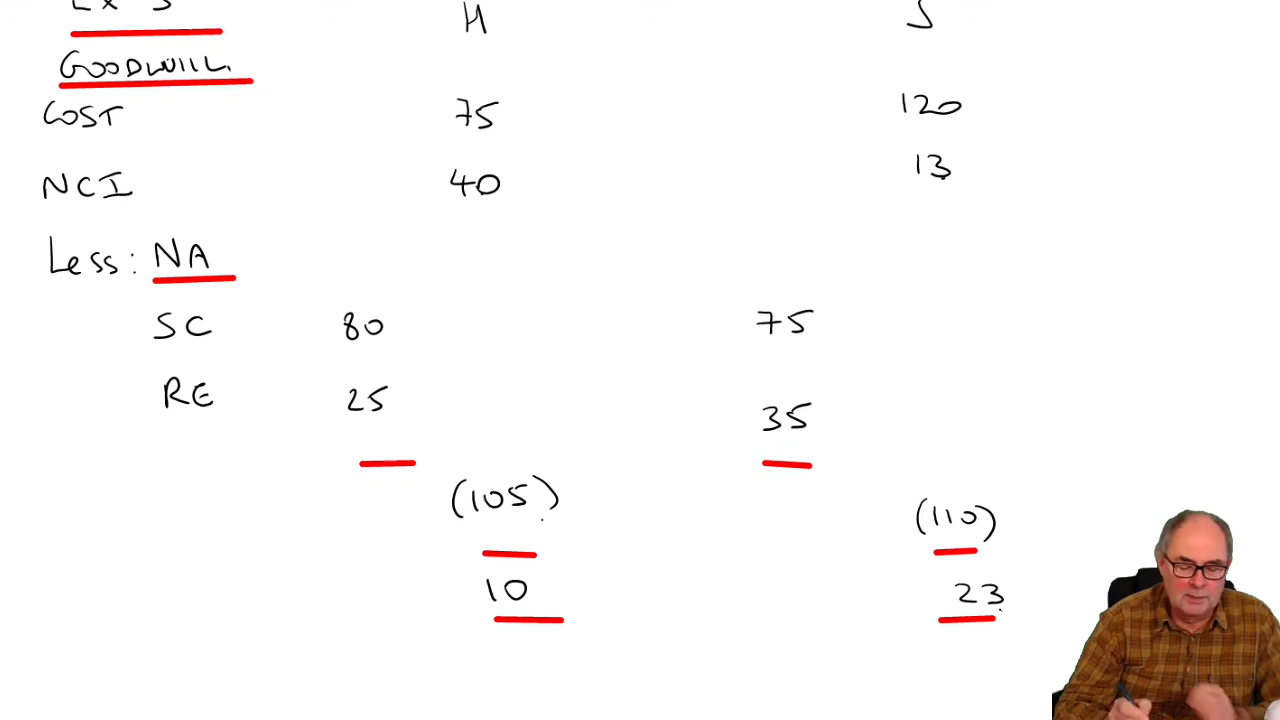 H
GOODWILL.
COST 75 120
NCI 40 13
Less: NA
SC 80 75
RE 25 35
(105) (110)
10 23